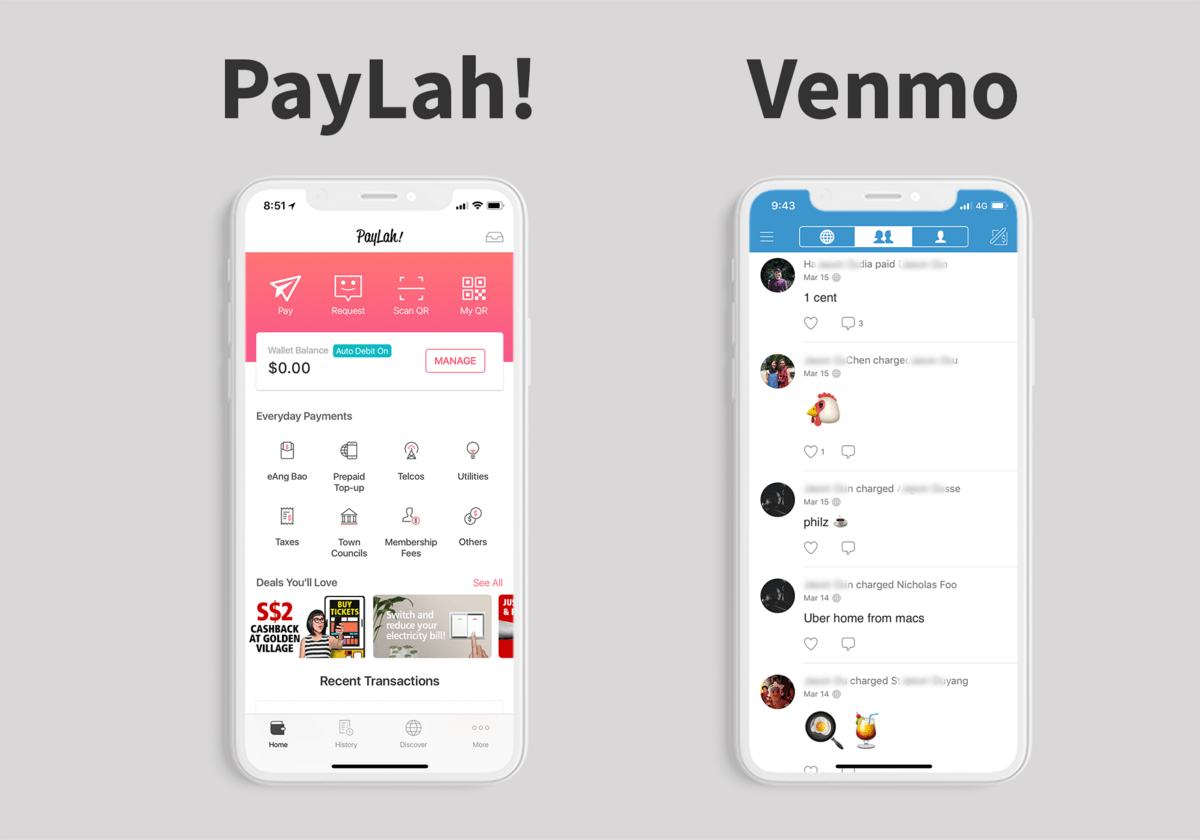 PayLah!
Venmo
8:51
PayLah!
Pay
Request
Scan QR
My QR
Wallet Balance
Auto Debit On
$0.00
MANAGE
Everyday Payments
eAng Bao
Prepaid
Top-up
Telcos
Utilities
Taxes
Town
Councils
Membership
Fees
Others
Deals You'll Love
See All
S$2
CASHBACK
AT GOLDEN
VILLAGE
BUY
TICKETS
Switch and
reduce your
electricity bill!
Recent Transactions
Home
History
Discover
More
9:43
4G
paid
Mar 15
1 cent
3
Chen charged
Mar 15
1
charged
Mar 15
philz ☕
charged Nicholas Foo
Mar 14
Uber home from macs
charged
Mar 14